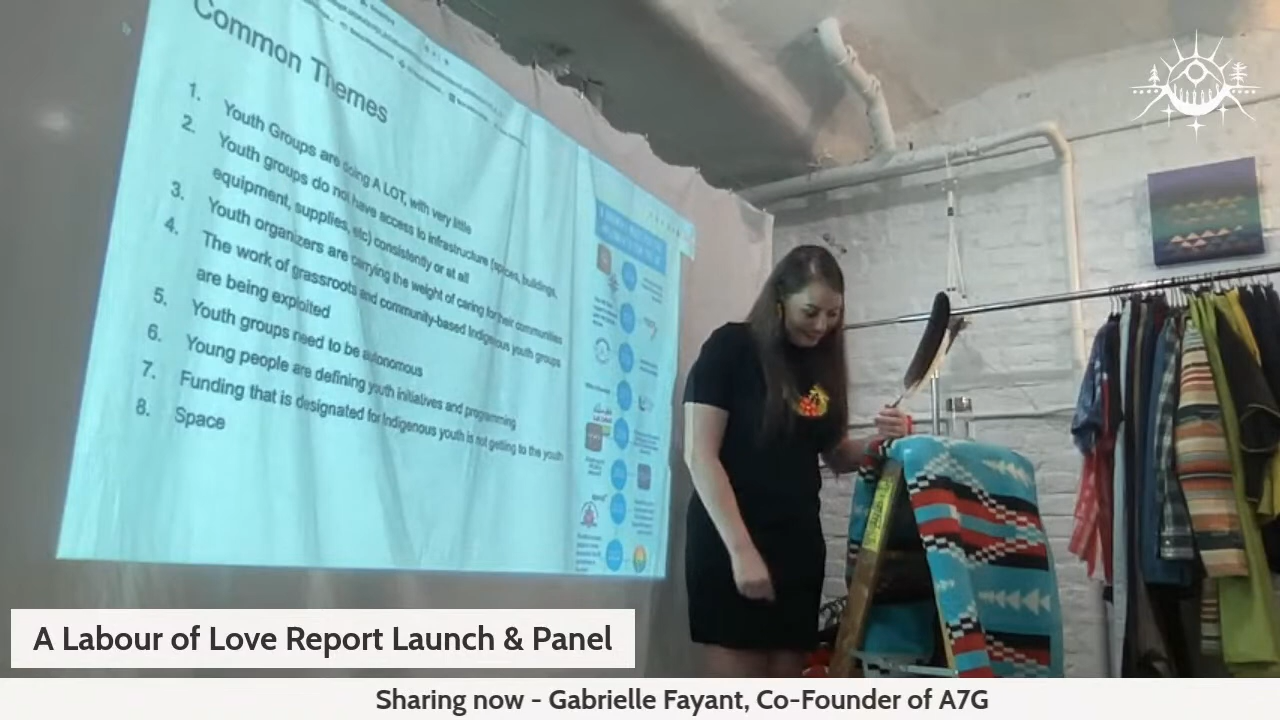 Common Themes
1. Youth Groups are doing A LOT, with very little
2. Youth groups do not have access to infrastructure (spaces, buildings,
equipment, supplies, etc) consistently or at all
3. Youth organizers are carrying the weight of caring for their communities
4. The work of grassroots and community-based Indigenous youth groups
are being exploited
5. Youth groups need to be autonomous
6. Young people are defining youth initiatives and programming
7. Funding that is designated for Indigenous youth is not getting to the youth
8. Space
A Labour of Love Report Launch & Panel
Sharing now - Gabrielle Fayant, Co-Founder of A7G